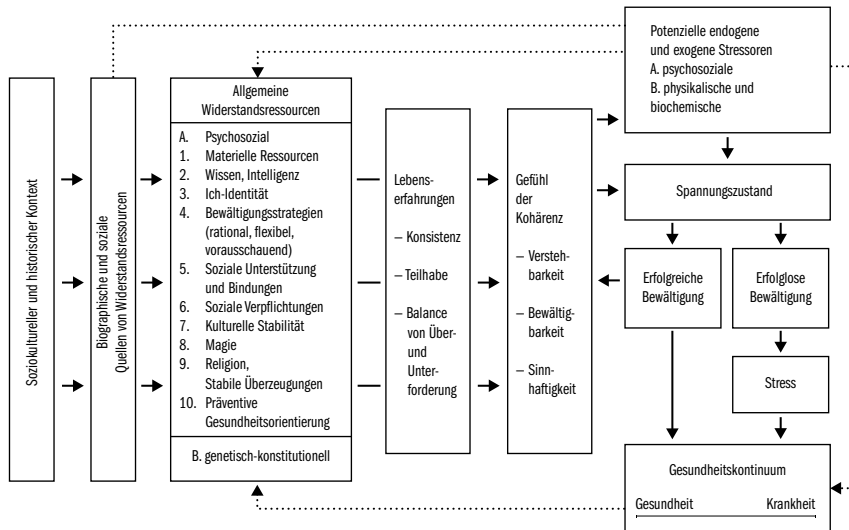 Soziokultureller und historischer Kontext
Biographische und soziale
Quellen von Widerstandsressourcen
Allgemeine
Widerstandsressourcen
A. Psychosozial
1. Materielle Ressourcen
2. Wissen, Intelligenz
3. Ich-Identität
4. Bewältigungsstrategien
(rational, flexibel,
vorausschauend)
5. Soziale Unterstützung
und Bindungen
6. Soziale Verpflichtungen
7. Kulturelle Stabilität
8. Magie
9. Religion,
Stabile Überzeugungen
10. Präventive
Gesundheitsorientierung
B. genetisch-konstitutionell
Lebens-
erfahrungen
– Konsistenz
– Teilhabe
– Balance
von Über-
und
Unter-
forderung
Gefühl
der
Kohärenz
– Versteh-
barkeit
– Bewältig-
barkeit
– Sinn-
haftigkeit
Potenzielle endogene
und exogene Stressoren
A. psychosoziale
B. physikalische und
biochemische
Spannungszustand
Erfolgreiche
Bewältigung
Erfolglose
Bewältigung
Stress
Gesundheitskontinuum
Gesundheit Krankheit